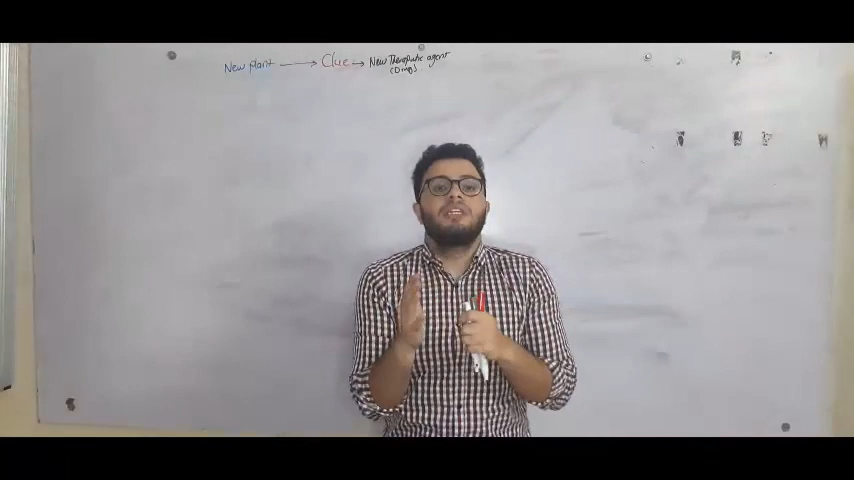 New plant → Clue → New Therapeutic agent
(Drug)